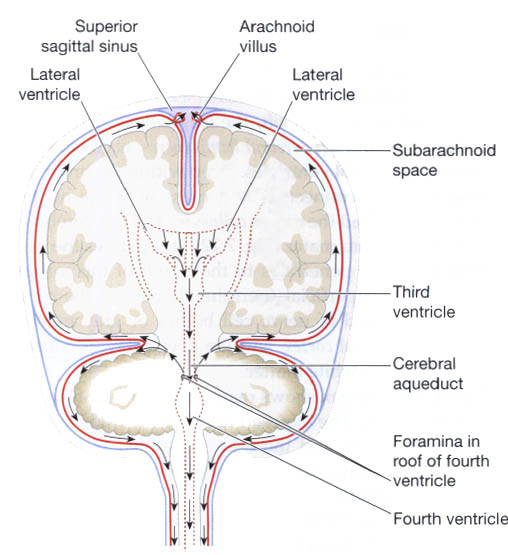 Superior
sagittal sinus
Arachnoid
villus
Lateral
ventricle
Lateral
ventricle
Subarachnoid
space
Third
ventricle
Cerebral
aqueduct
Foramina in
roof of fourth
ventricle
Fourth ventricle